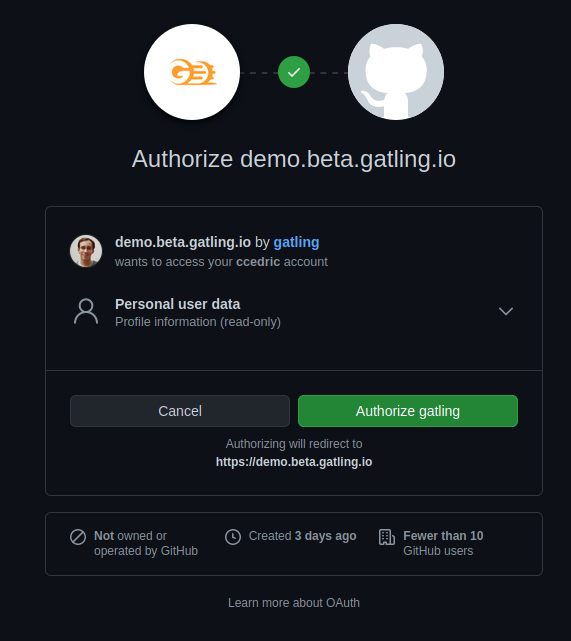 Authorize demo.beta.gatling.io
demo.beta.gatling.io by gatling
wants to access your ccedric account
Personal user data
Profile information (read-only)
Cancel
Authorize gatling
Authorizing will redirect to
https://demo.beta.gatling.io
Not owned or
operated by GitHub
Created 3 days ago
Fewer than 10
GitHub users
Learn more about OAuth